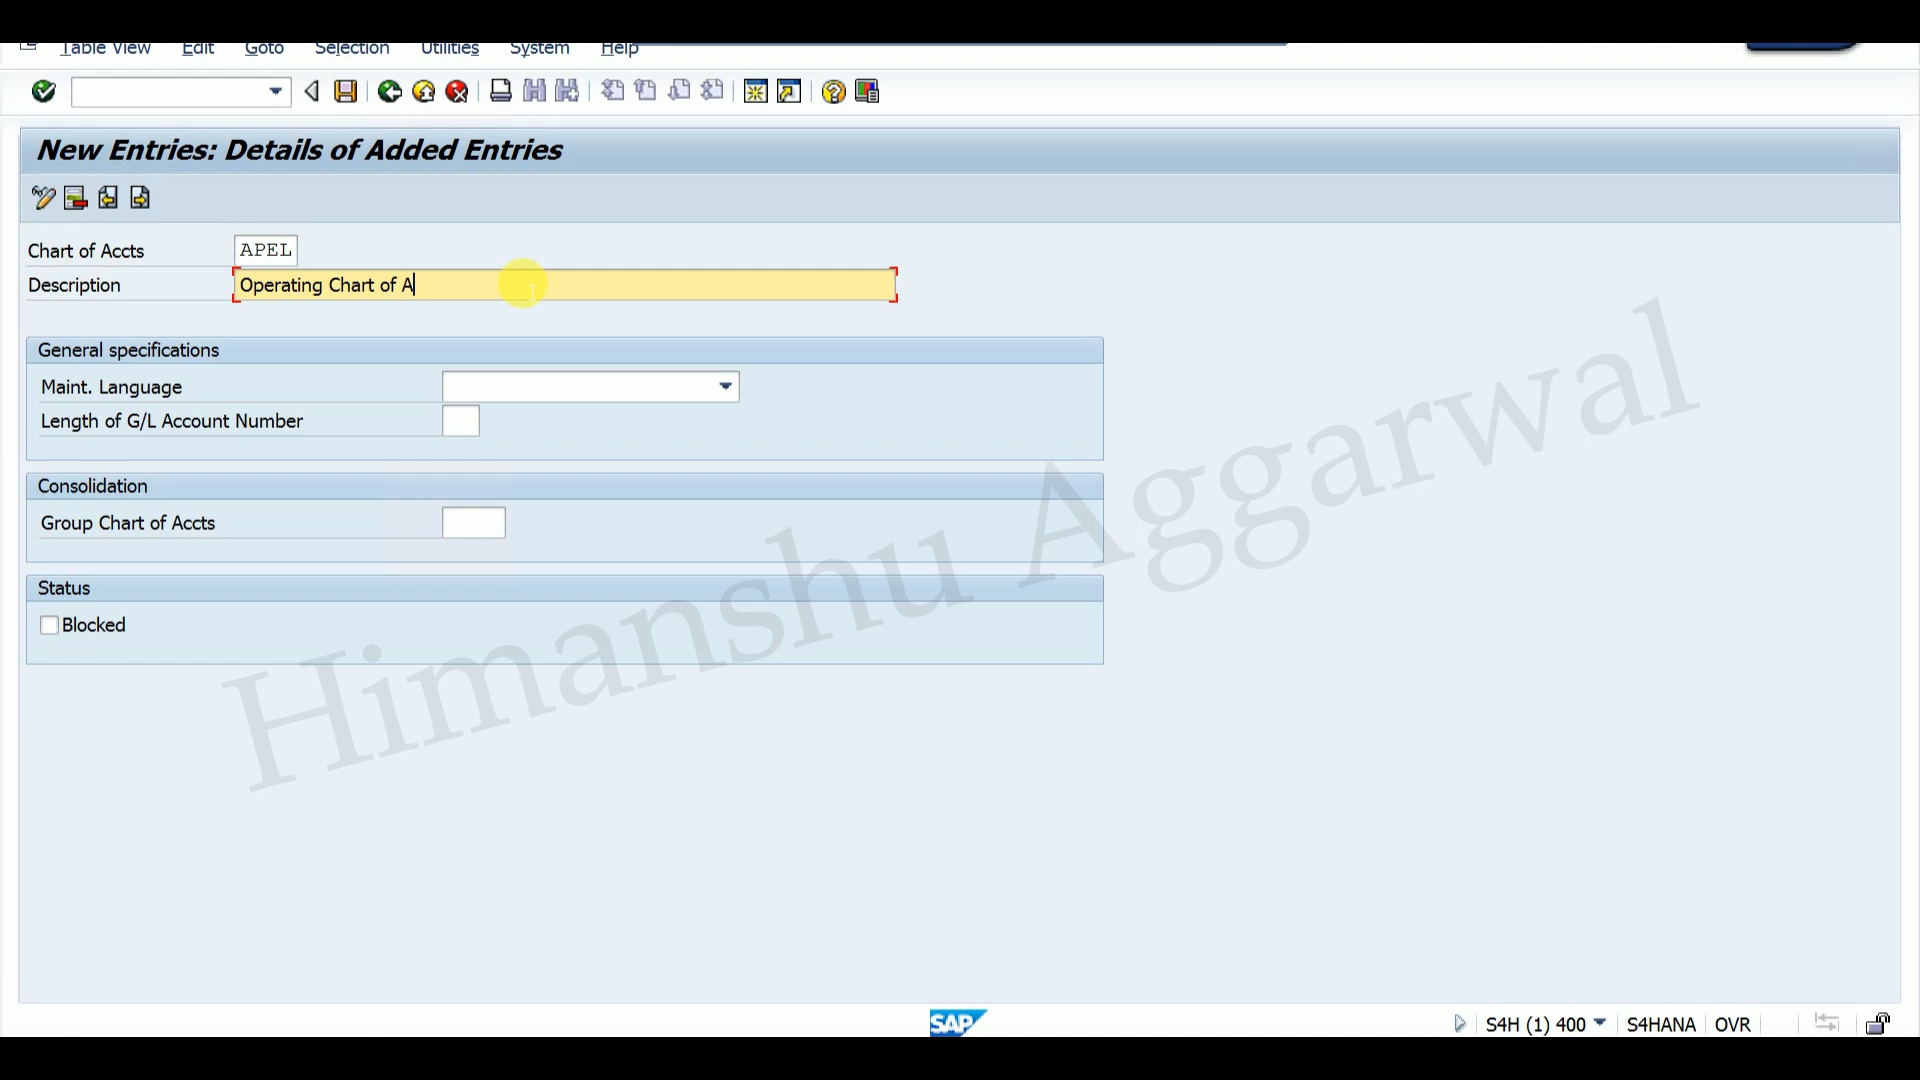 Table View Edit Goto Selection Utilities System Help
New Entries: Details of Added Entries
Chart of Accts APEL
Description Operating Chart of A
General specifications
Maint. Language
Length of G/L Account Number
Consolidation
Group Chart of Accts
Status
Blocked
Himanshu Aggarwal
SAP S4H (1) 400 S4HANA OVR